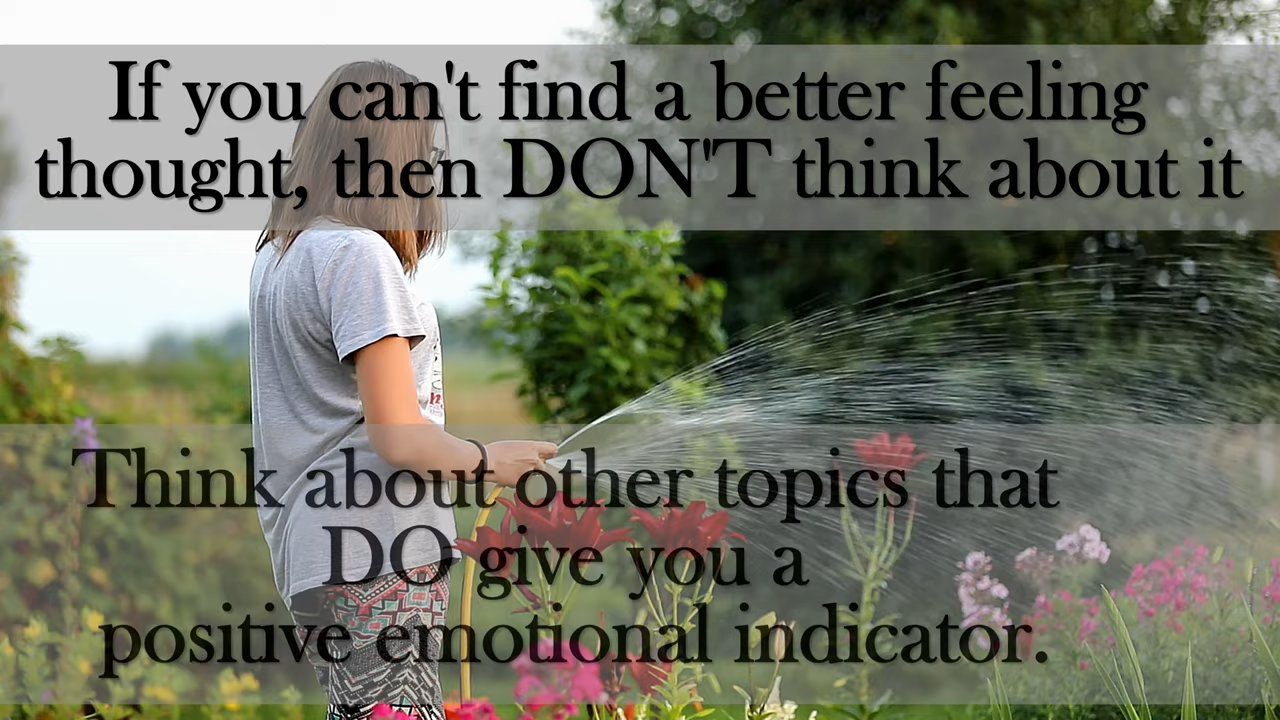 If you can't find a better feeling
thought, then DON'T think about it
Think about other topics that
DO give you a
positive emotional indicator.